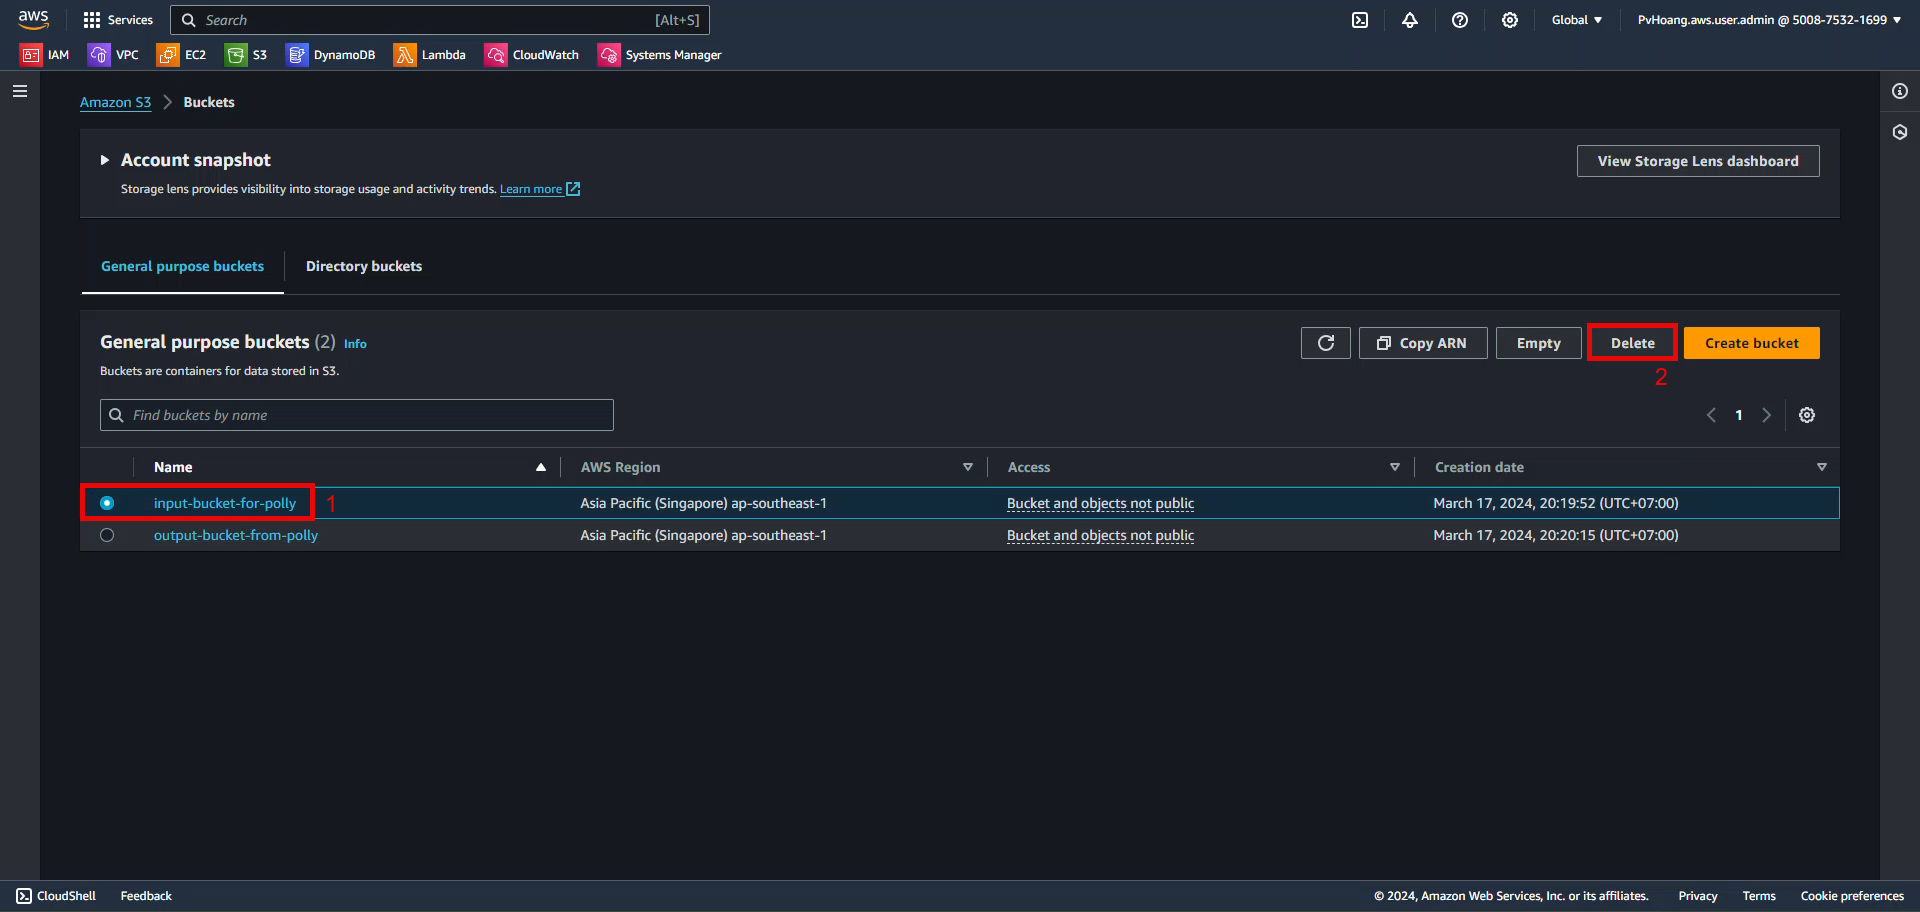 aws
Services
Search
[Alt+S]
Global
PvHoang.aws.user.admin @ 5008-7532-1699
IAM
VPC
EC2
S3
DynamoDB
Lambda
CloudWatch
Systems Manager
Amazon S3 > Buckets
Account snapshot
View Storage Lens dashboard
Storage lens provides visibility into storage usage and activity trends. Learn more
General purpose buckets
Directory buckets
General purpose buckets (2) Info
Copy ARN
Empty
Delete
Create bucket
Buckets are containers for data stored in S3.
2
Find buckets by name
1
Name AWS Region Access Creation date
input-bucket-for-polly 1 Asia Pacific (Singapore) ap-southeast-1 Bucket and objects not public March 17, 2024, 20:19:52 (UTC+07:00)
output-bucket-from-polly Asia Pacific (Singapore) ap-southeast-1 Bucket and objects not public March 17, 2024, 20:20:15 (UTC+07:00)
CloudShell
Feedback
© 2024, Amazon Web Services, Inc. or its affiliates.
Privacy
Terms
Cookie preferences